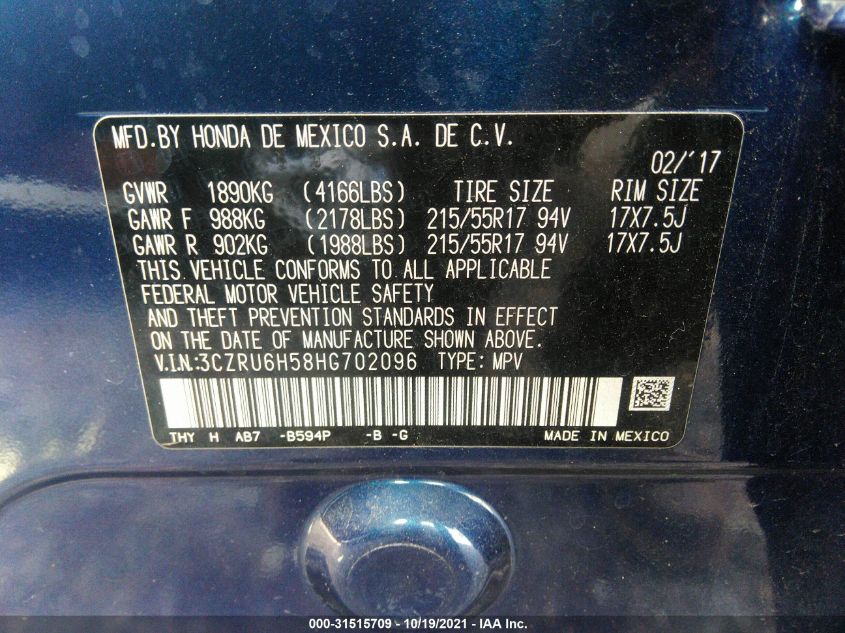 MFD.BY HONDA DE MEXICO S.A. DE C.V.
02/'17
GVWR 1890KG (4166LBS) TIRE SIZE RIM SIZE
GAWR F 988KG (2178LBS) 215/55R17 94V 17X7.5J
GAWR R 902KG (1988LBS) 215/55R17 94V 17X7.5J
THIS VEHICLE CONFORMS TO ALL APPLICABLE
FEDERAL MOTOR VEHICLE SAFETY
AND THEFT PREVENTION STANDARDS IN EFFECT
ON THE DATE OF MANUFACTURE SHOWN ABOVE.
V.I.N.:3CZRU6H58HG702096 TYPE: MPV
THY H AB7 -B594P -B -G MADE IN MEXICO
000-31515709 - 10/19/2021 - IAA Inc.